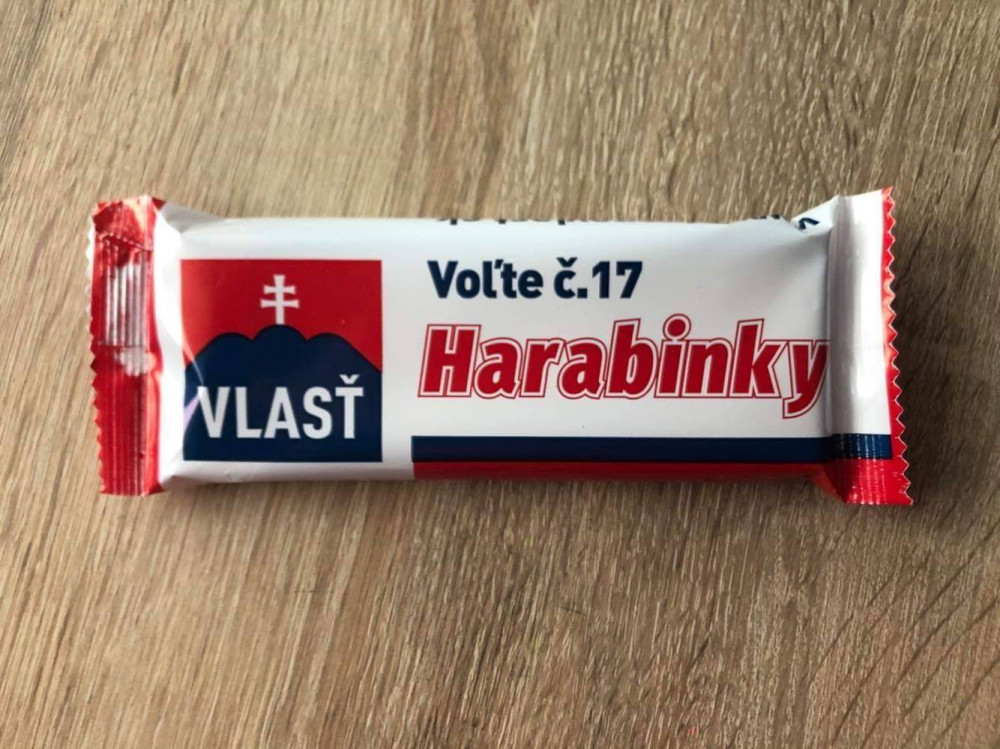 VLASŤ
Voľte č.17
Harabinky